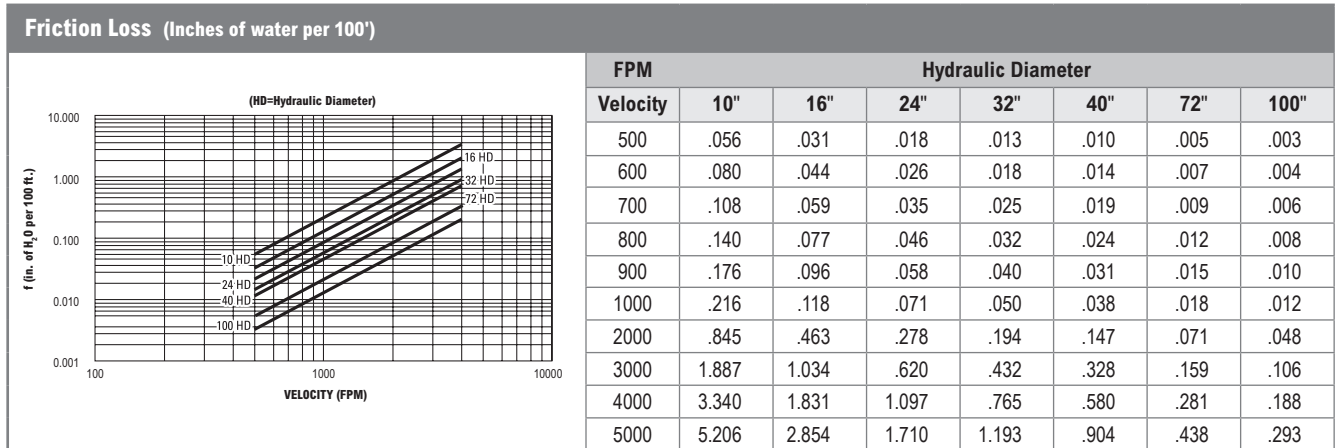 Friction Loss (Inches of water per 100')
(HD=Hydraulic Diameter)
f (in. of H2O per 100 ft.)
10.000
1.000
0.100
0.010
0.001
16 HD
32 HD
72 HD
10 HD
24 HD
40 HD
100 HD
100 1000 10000
VELOCITY (FPM)
FPM Hydraulic Diameter
Velocity 10" 16" 24" 32" 40" 72" 100"
500 .056 .031 .018 .013 .010 .005 .003
600 .080 .044 .026 .018 .014 .007 .004
700 .108 .059 .035 .025 .019 .009 .006
800 .140 .077 .046 .032 .024 .012 .008
900 .176 .096 .058 .040 .031 .015 .010
1000 .216 .118 .071 .050 .038 .018 .012
2000 .845 .463 .278 .194 .147 .071 .048
3000 1.887 1.034 .620 .432 .328 .159 .106
4000 3.340 1.831 1.097 .765 .580 .281 .188
5000 5.206 2.854 1.710 1.193 .904 .438 .293